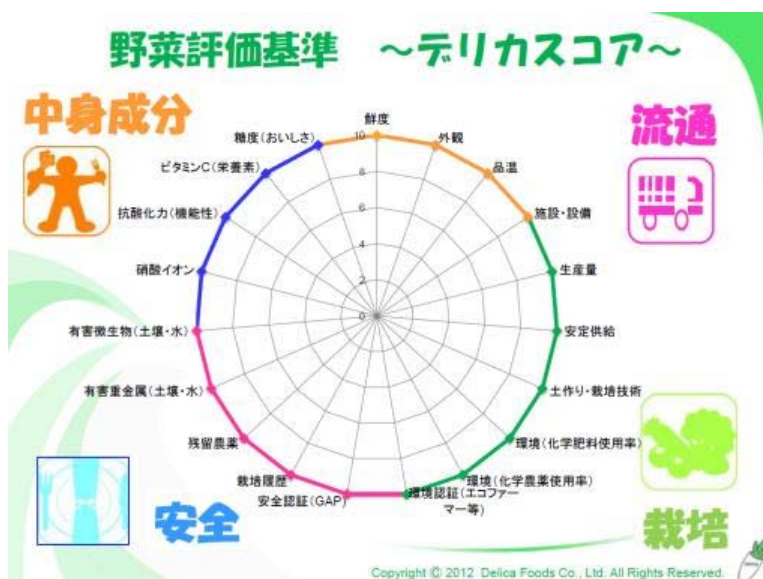 野菜評価基準 ～デリカスコア～
中身成分
流通
鮮度
外観
品温
施設・設備
生産量
安定供給
土作り・栽培技術
環境(化学肥料使用率)
環境(化学農薬使用率)
環境認証(エコファー
マー等)
安全認証(GAP)
栽培履歴
残留農薬
有害重金属(土壌・水)
有害微生物(土壌・水)
硝酸イオン
抗酸化力(機能性)
ビタミンC(栄養素)
糖度(おいしさ)
10
8
6
4
2
0
安全
栽培
Copyright © 2012 Delica Foods Co., Ltd. All Rights Reserved.